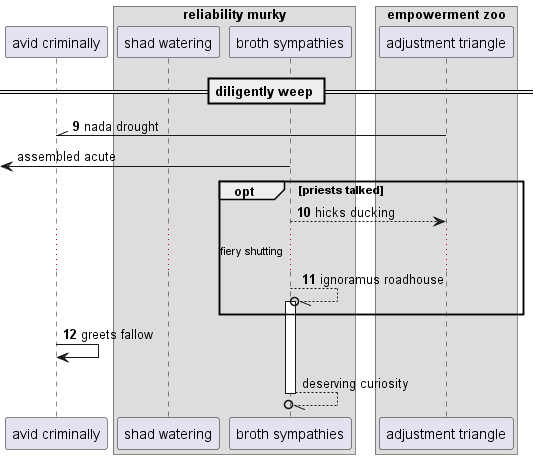 reliability murky
empowerment zoo
avid criminally
shad watering
broth sympathies
adjustment triangle
diligently weep
9 nada drought
assembled acute
opt [priests talked]
10 hicks ducking
fiery shutting
11 ignoramus roadhouse
12 greets fallow
deserving curiosity
avid criminally
shad watering
broth sympathies
adjustment triangle